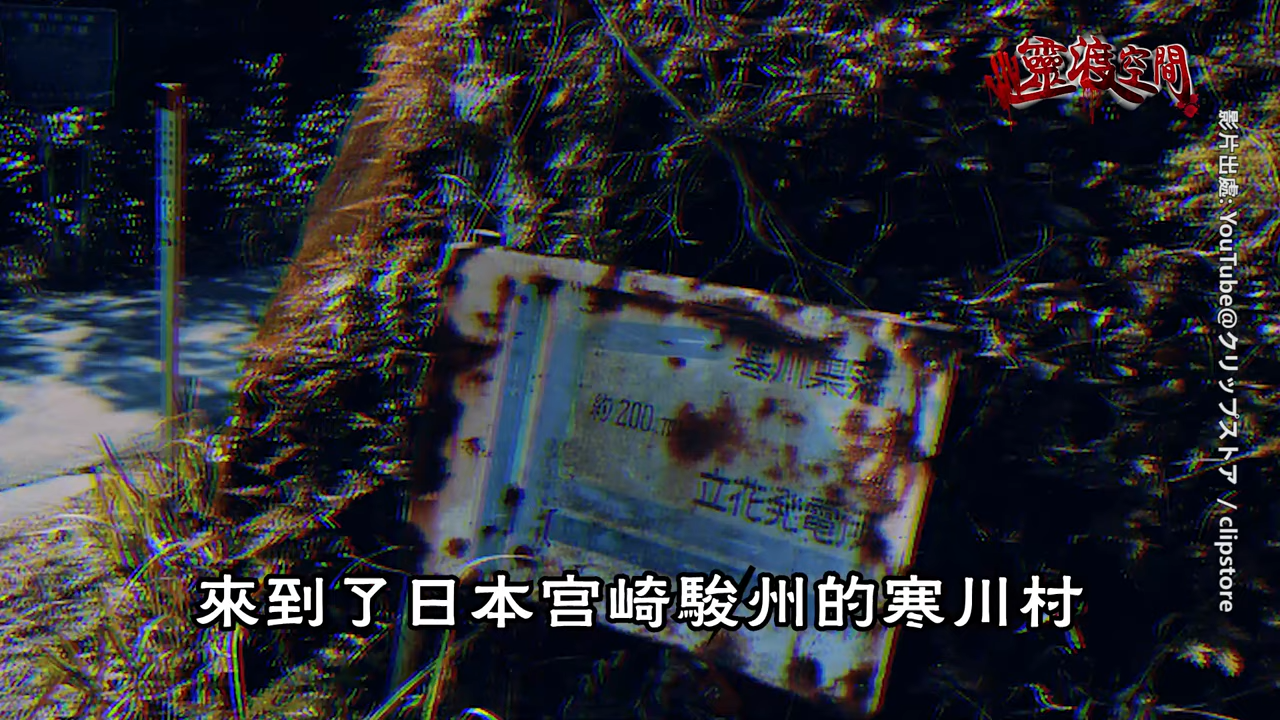 靈渡空間
影片出處: YouTube@クリップストア / clipstore
寒川集落
約200m
立花発電所
來到了日本宮崎駿州的寒川村